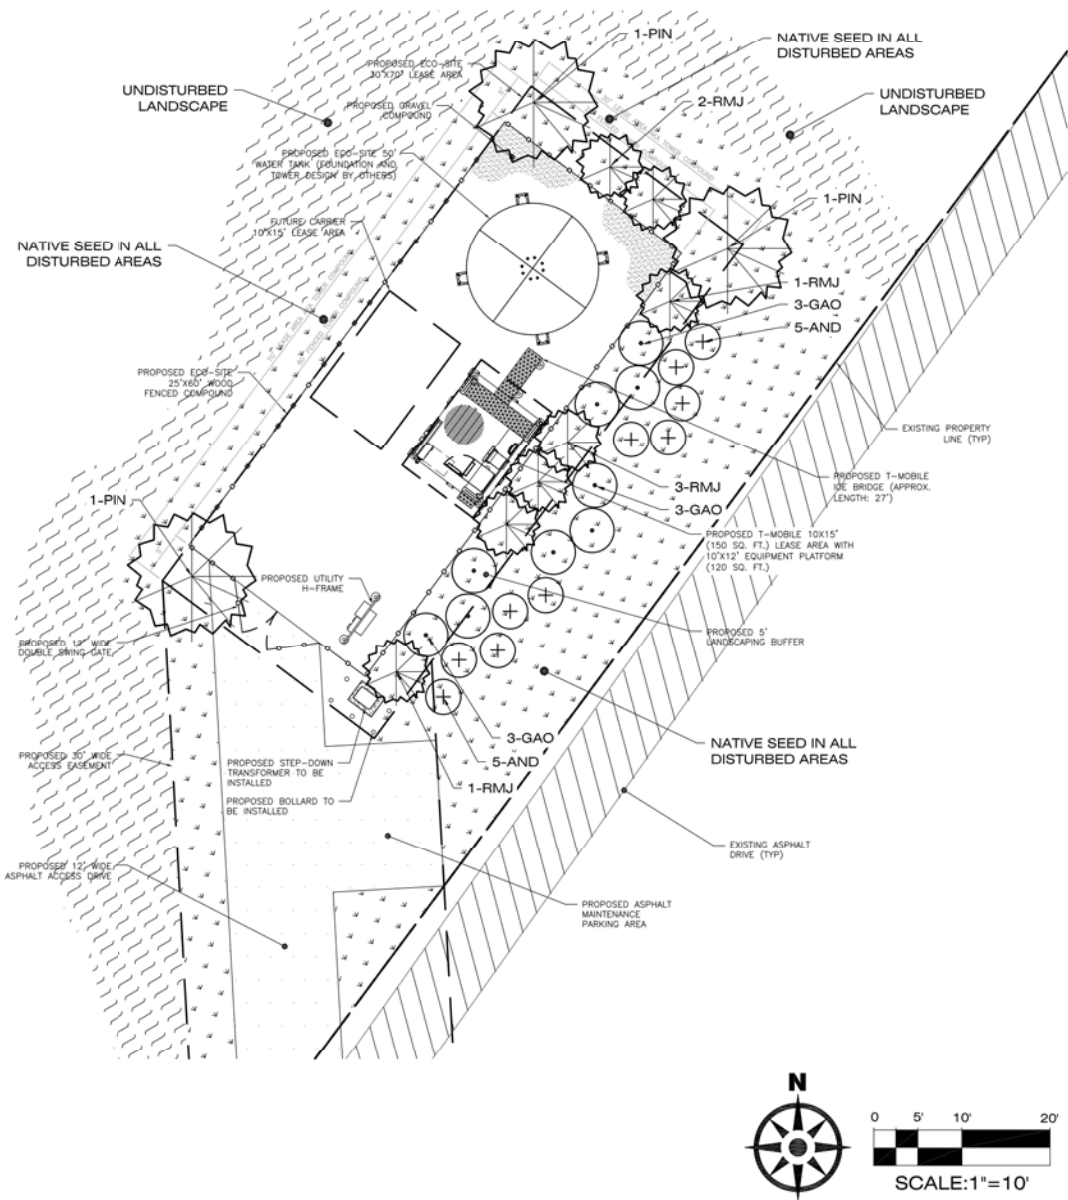 1-PIN
NATIVE SEED IN ALL
DISTURBED AREAS
PROPOSED ECO-SITE
30'X70' LEASE AREA
UNDISTURBED
LANDSCAPE
UNDISTURBED
LANDSCAPE
2-RMJ
PROPOSED GRAVEL
COMPOUND
PROPOSED ECO-SITE 50'
WATER TANK (FOUNDATION AND
TOWER DESIGN BY OTHERS)
1-PIN
FUTURE CARRIER
10'X15' LEASE AREA
NATIVE SEED IN ALL
DISTURBED AREAS
1-RMJ
3-GAO
5-AND
PROPOSED ECO-SITE
25'X60' WOOD
FENCED COMPOUND
EXISTING PROPERTY
LINE (TYP)
PROPOSED T-MOBILE
ICE BRIDGE (APPROX.
LENGTH: 27')
1-PIN
3-RMJ
3-GAO
PROPOSED T-MOBILE 10X15'
(150 SQ. FT.) LEASE AREA WITH
10'X12' EQUIPMENT PLATFORM
(120 SQ. FT.)
PROPOSED UTILITY
H-FRAME
PROPOSED 12' WIDE
DOUBLE SWING GATE
PROPOSED 5'
LANDSCAPING BUFFER
3-GAO
5-AND
1-RMJ
NATIVE SEED IN ALL
DISTURBED AREAS
PROPOSED 30' WIDE
ACCESS EASEMENT
PROPOSED STEP-DOWN
TRANSFORMER TO BE
INSTALLED
PROPOSED BOLLARD TO
BE INSTALLED
EXISTING ASPHALT
DRIVE (TYP)
PROPOSED 12' WIDE
ASPHALT ACCESS DRIVE
PROPOSED ASPHALT
MAINTENANCE
PARKING AREA
N
0 5' 10' 20'
SCALE:1"=10'